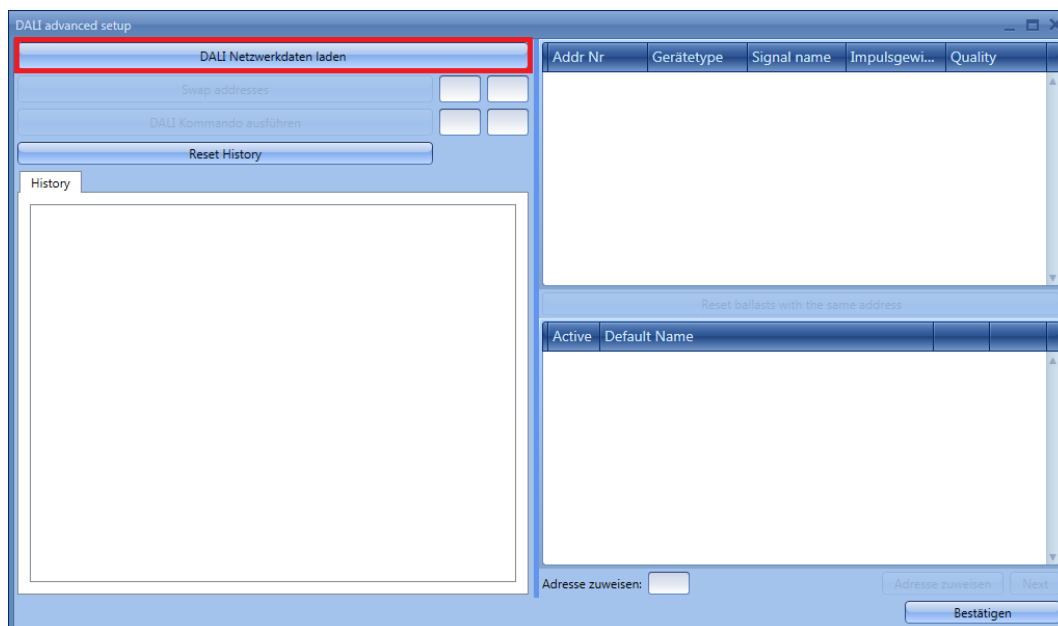 DALI advanced setup
DALI Netzwerkdaten laden
Swap addresses
DALI Kommando ausführen
Reset History
History
Addr Nr Gerätetype Signal name Impulsgewi... Quality
Reset ballasts with the same address
Active Default Name
Adresse zuweisen:
Adresse zuweisen
Next
Bestätigen